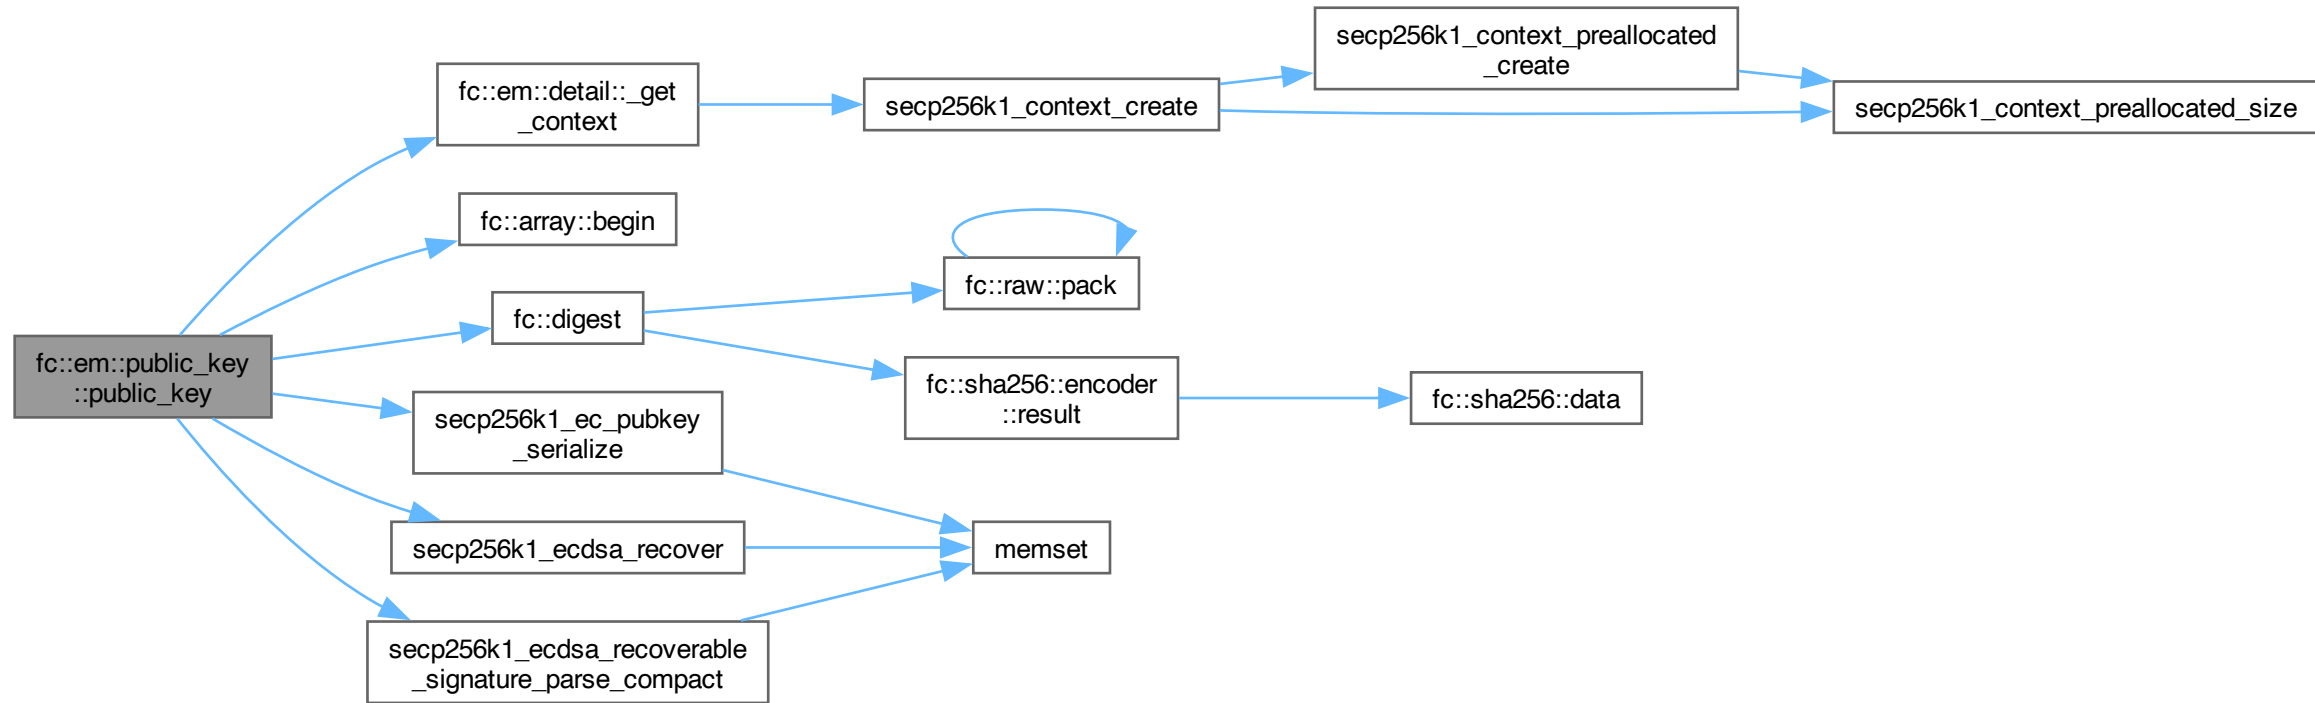 fc::em::public_key
::public_key
fc::em::detail::_get
_context
secp256k1_context_create
secp256k1_context_preallocated
_create
secp256k1_context_preallocated_size
fc::array::begin
fc::digest
fc::raw::pack
fc::sha256::encoder
::result
fc::sha256::data
secp256k1_ec_pubkey
_serialize
memset
secp256k1_ecdsa_recover
secp256k1_ecdsa_recoverable
_signature_parse_compact